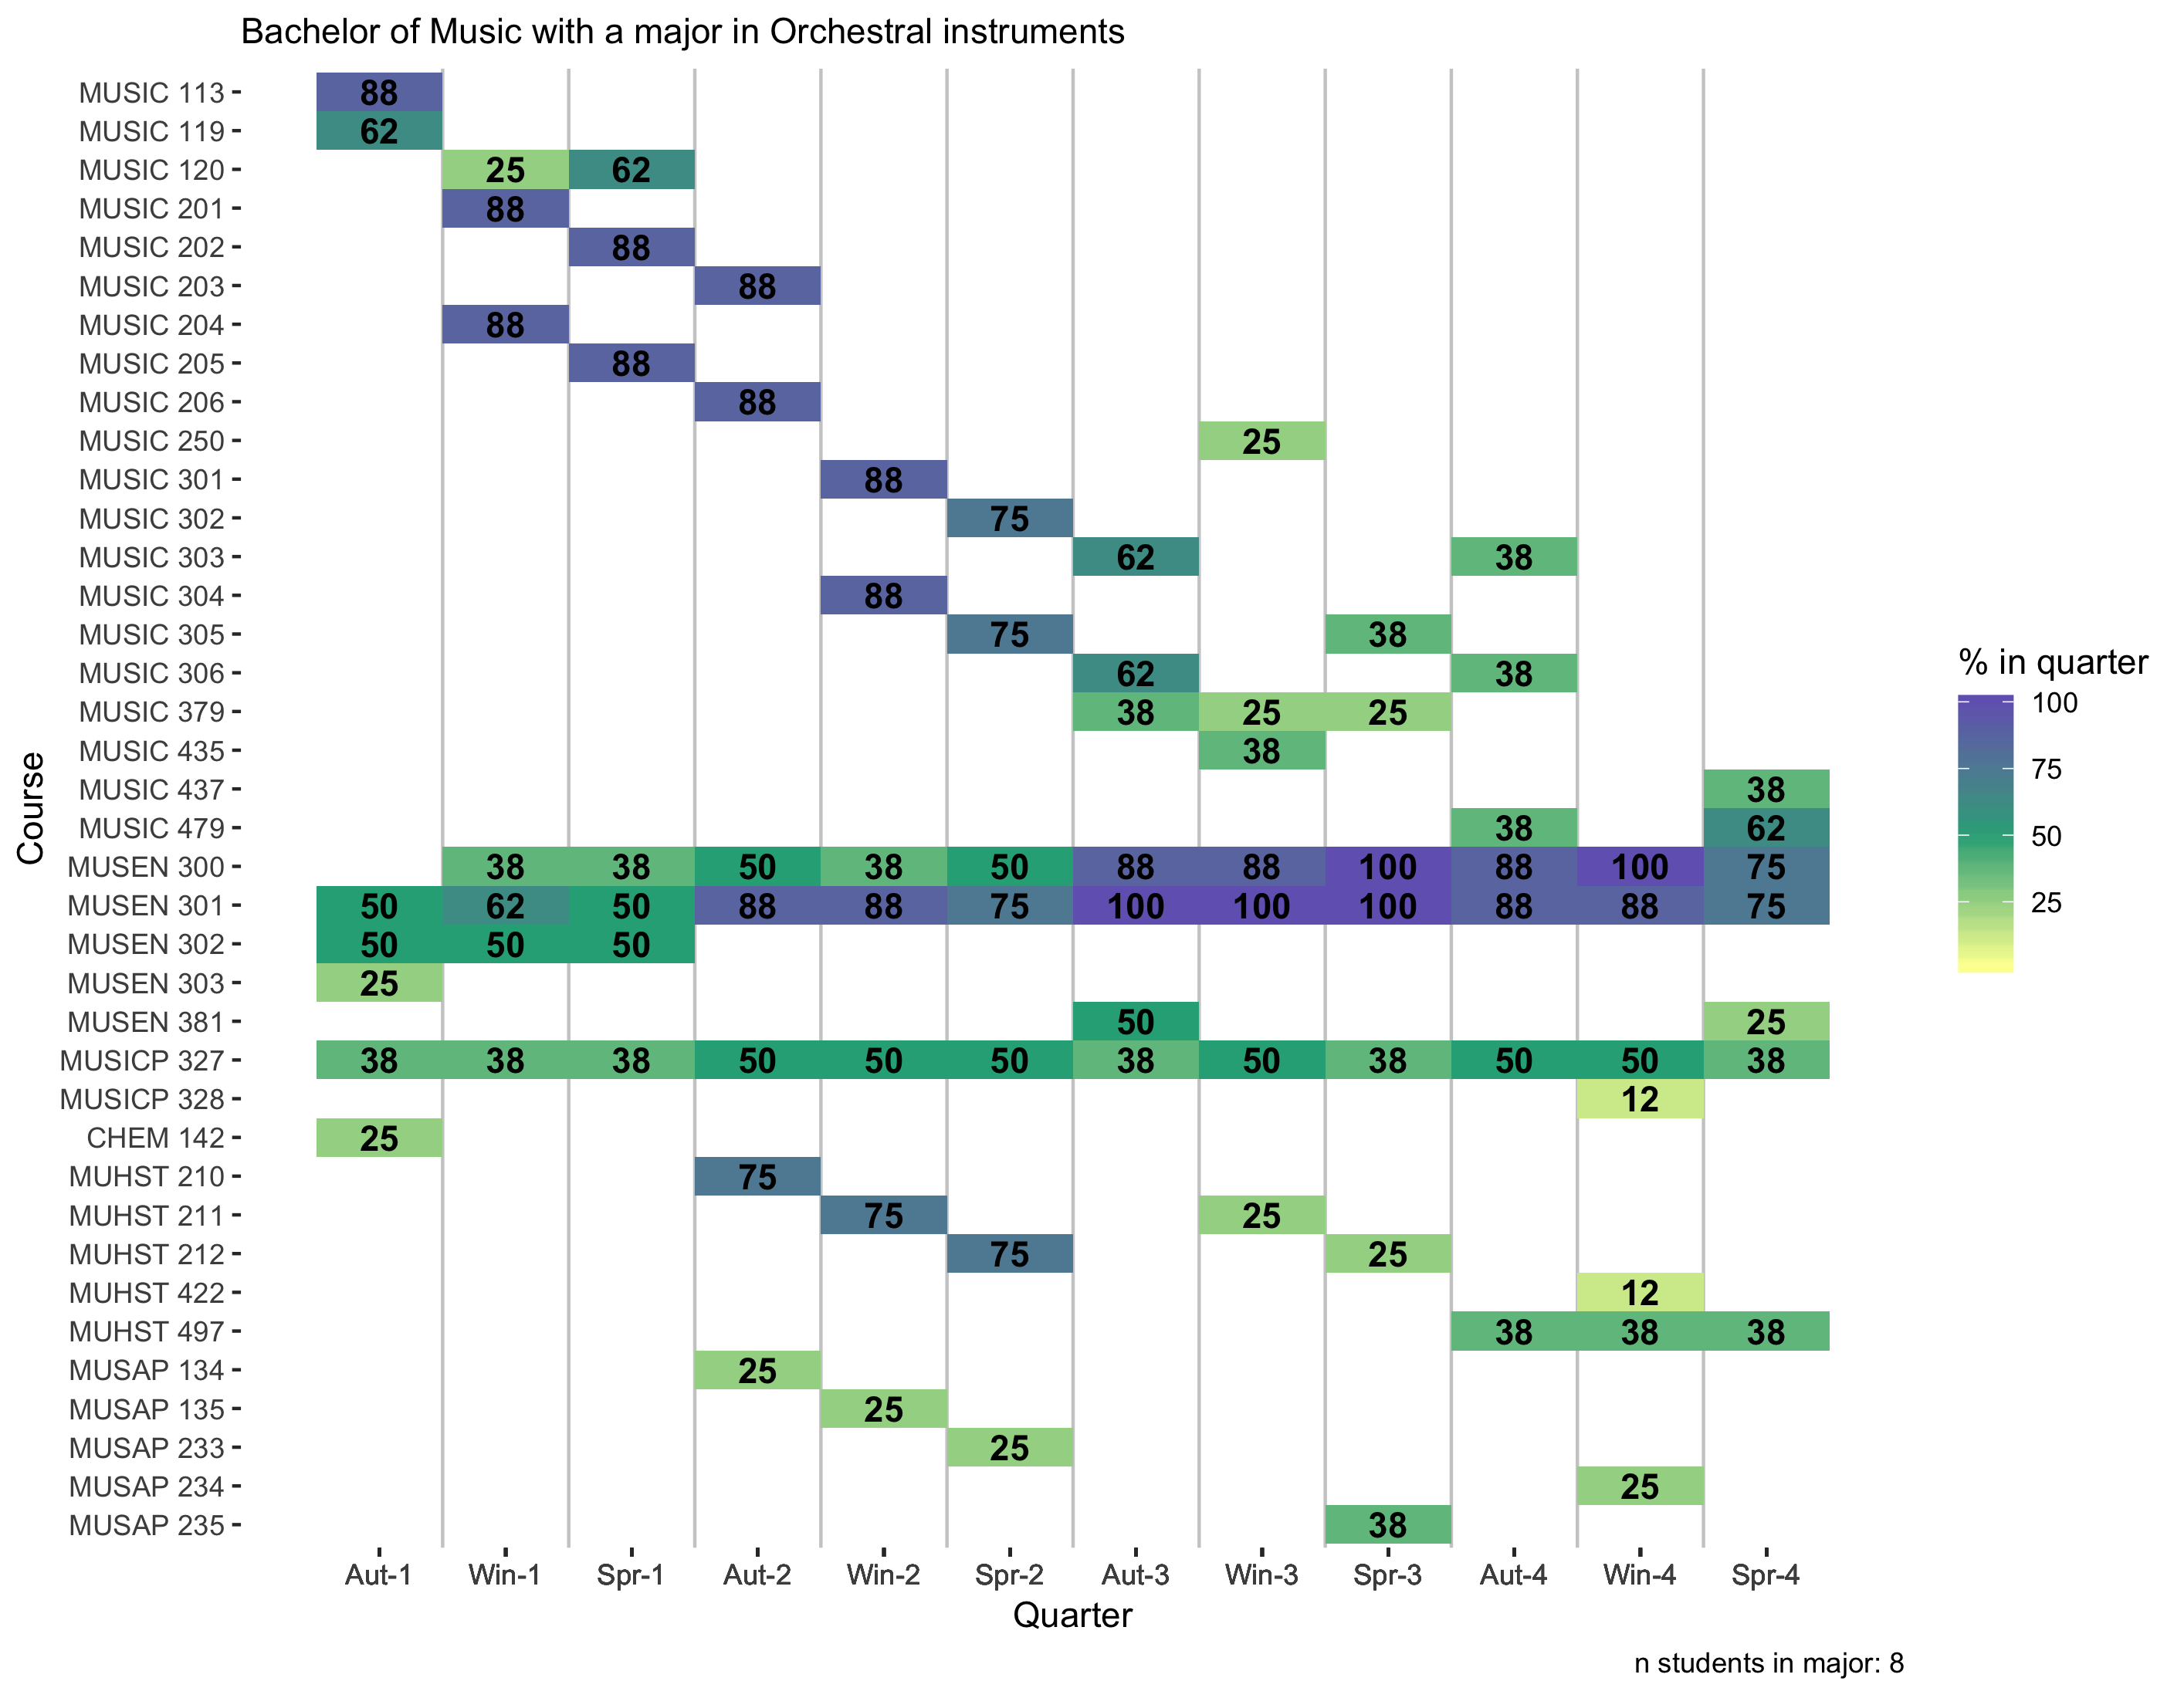 Bachelor of Music with a major in Orchestral instruments
MUSIC 113 88
MUSIC 119 62
MUSIC 120 25 62
MUSIC 201 88
MUSIC 202 88
MUSIC 203 88
MUSIC 204 88
MUSIC 205 88
MUSIC 206 88
MUSIC 250 25
MUSIC 301 88
MUSIC 302 75
MUSIC 303 62 38
MUSIC 304 88
MUSIC 305 75 38
MUSIC 306 62 38
MUSIC 379 38 25 25
MUSIC 435 38
MUSIC 437 38
MUSIC 479 38 62
MUSEN 300 38 38 50 38 50 88 88 100 88 100 75
MUSEN 301 50 62 50 88 88 75 100 100 100 88 88 75
MUSEN 302 50 50 50
MUSEN 303 25
MUSEN 381 50 25
MUSICP 327 38 38 38 50 50 50 38 50 38 50 50 38
MUSICP 328 12
CHEM 142 25
MUHST 210 75
MUHST 211 75 25
MUHST 212 75 25
MUHST 422 12
MUHST 497 38 38 38
MUSAP 134 25
MUSAP 135 25
MUSAP 233 25
MUSAP 234 25
MUSAP 235 38
Course
Aut-1 Win-1 Spr-1 Aut-2 Win-2 Spr-2 Aut-3 Win-3 Spr-3 Aut-4 Win-4 Spr-4
Quarter
% in quarter
100
75
50
25
n students in major: 8